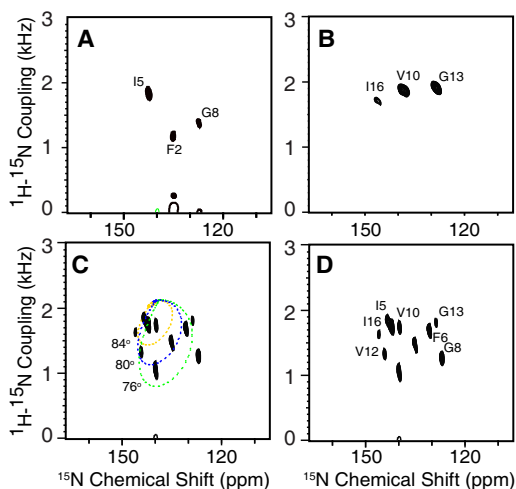 A
B
3
2
1
0
I5
G8
F2
150
120
3
2
1
0
I16
V10
G13
150
120
¹H-¹⁵N Coupling (kHz)
C
D
3
2
1
0
84°
80°
76°
150
120
3
2
1
0
I5
V10
G13
I16
F6
V12
G8
150
120
¹H-¹⁵N Coupling (kHz)
¹⁵N Chemical Shift (ppm)
¹⁵N Chemical Shift (ppm)